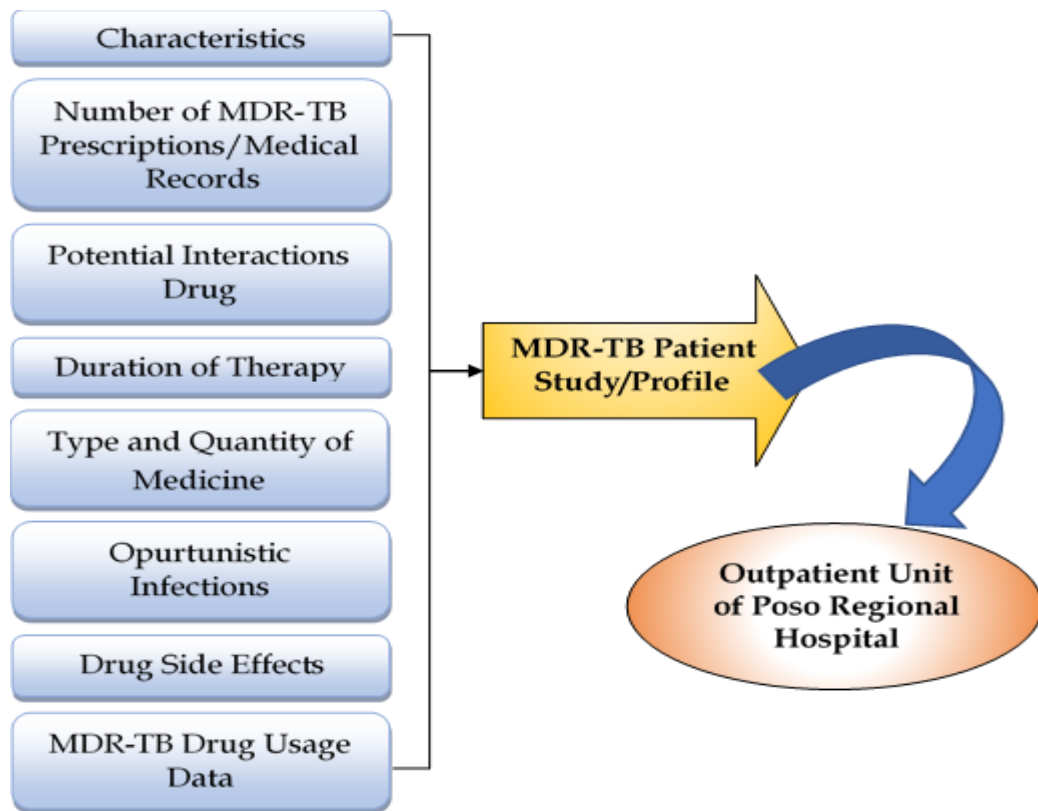 Characteristics
Number of MDR-TB
Prescriptions/Medical
Records
Potential Interactions
Drug
Duration of Therapy
Type and Quantity of
Medicine
Opurtunistic
Infections
Drug Side Effects
MDR-TB Drug Usage
Data
MDR-TB Patient
Study/Profile
Outpatient Unit
of Poso Regional
Hospital